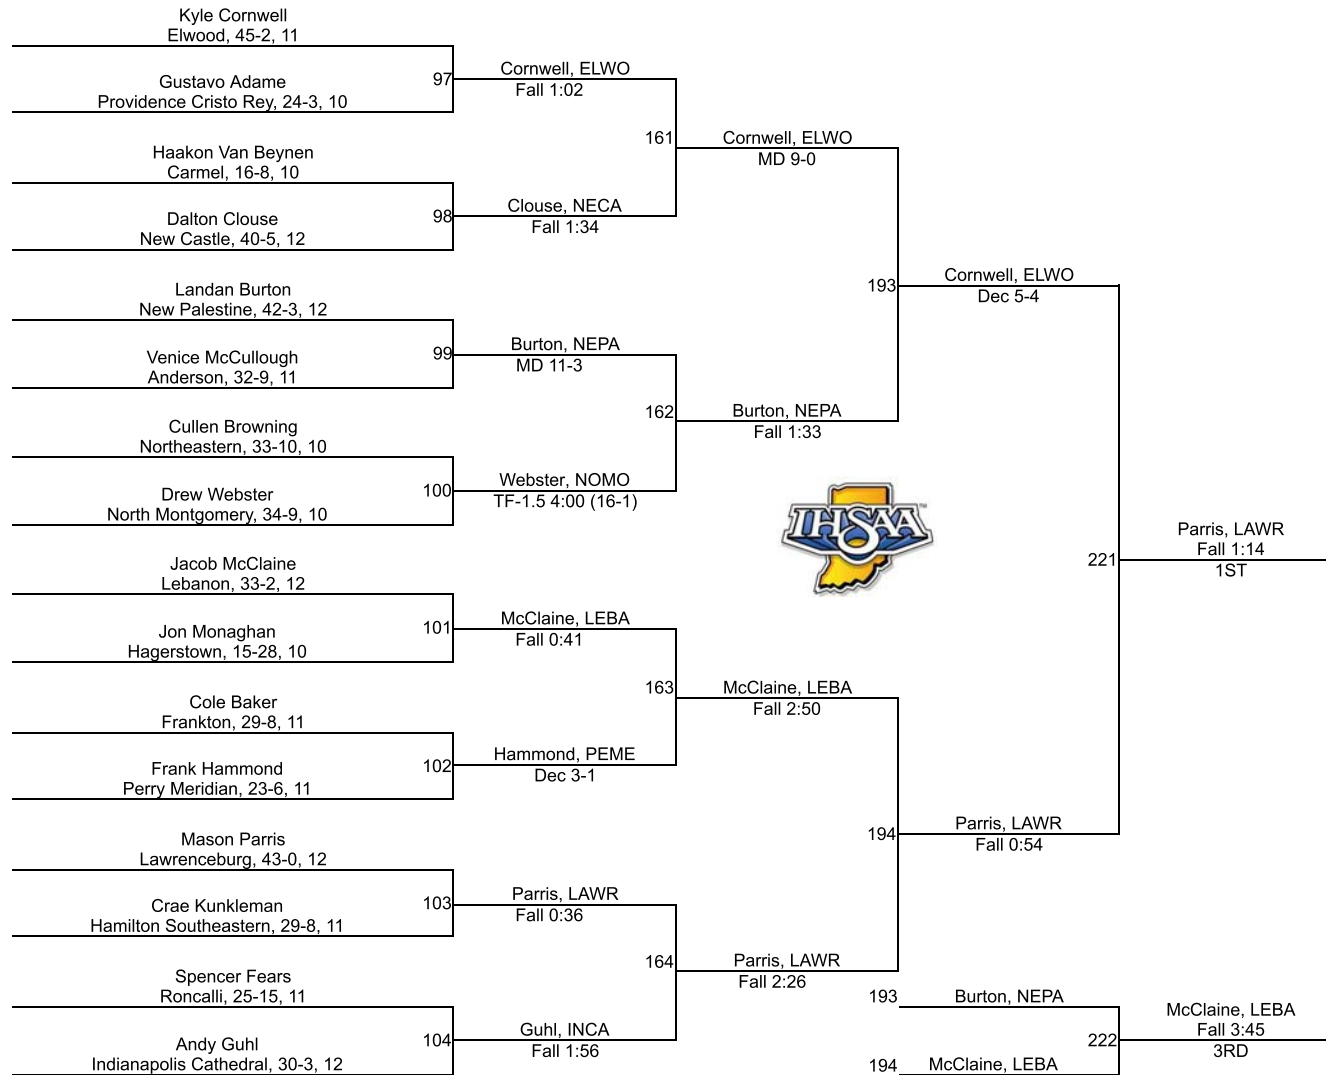 Kyle Cornwell
Elwood, 45-2, 11
97
Gustavo Adame
Providence Cristo Rey, 24-3, 10
Cornwell, ELWO
Fall 1:02
Haakon Van Beynen
Carmel, 16-8, 10
98
Dalton Clouse
New Castle, 40-5, 12
Clouse, NECA
Fall 1:34
161
Cornwell, ELWO
MD 9-0
Landan Burton
New Palestine, 42-3, 12
99
Venice McCullough
Anderson, 32-9, 11
Burton, NEPA
MD 11-3
Cullen Browning
Northeastern, 33-10, 10
100
Drew Webster
North Montgomery, 34-9, 10
Webster, NOMO
TF-1.5 4:00 (16-1)
162
Burton, NEPA
Fall 1:33
193
Cornwell, ELWO
Dec 5-4
IHSAA
TM
Jacob McClaine
Lebanon, 33-2, 12
101
Jon Monaghan
Hagerstown, 15-28, 10
McClaine, LEBA
Fall 0:41
Cole Baker
Frankton, 29-8, 11
102
Frank Hammond
Perry Meridian, 23-6, 11
Hammond, PEME
Dec 3-1
163
McClaine, LEBA
Fall 2:50
Mason Parris
Lawrenceburg, 43-0, 12
103
Crae Kunkleman
Hamilton Southeastern, 29-8, 11
Parris, LAWR
Fall 0:36
Spencer Fears
Roncalli, 25-15, 11
104
Andy Guhl
Indianapolis Cathedral, 30-3, 12
Guhl, INCA
Fall 1:56
164
Parris, LAWR
Fall 2:26
194
Parris, LAWR
Fall 0:54
221
Parris, LAWR
Fall 1:14
1ST
193
Burton, NEPA
222
194
McClaine, LEBA
McClaine, LEBA
Fall 3:45
3RD